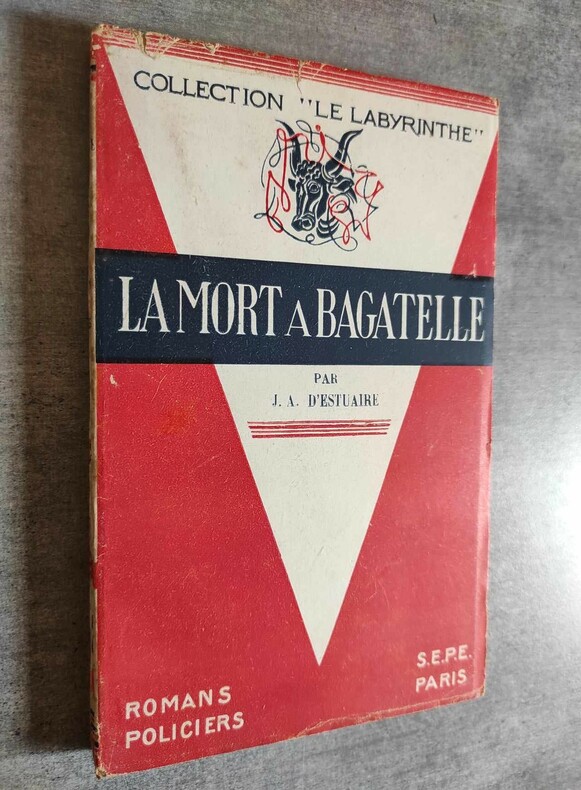 COLLECTION "LE LABYRINTHE"
LA MORT A BAGATELLE
PAR
J. A. D'ESTUAIRE
ROMANS
POLICIERS
S.E.P.E.
PARIS